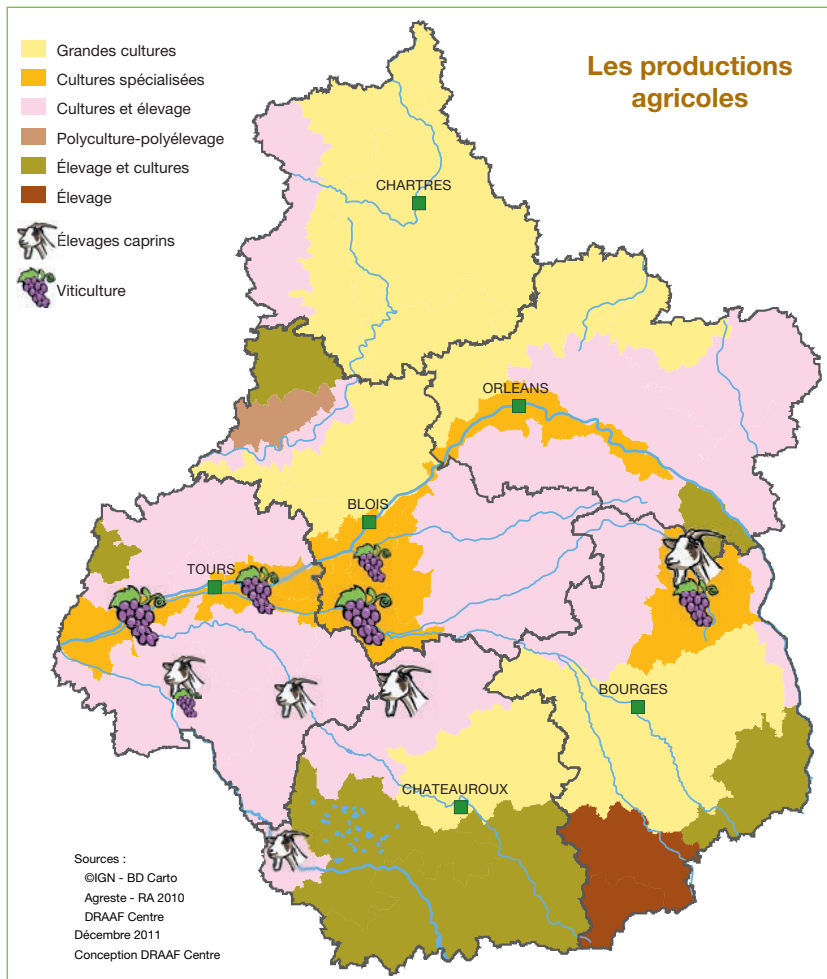 Les productions
agricoles
Grandes cultures
Cultures spécialisées
Cultures et élevage
Polyculture-polyélevage
Élevage et cultures
Élevage
Élevages caprins
Viticulture
CHARTRES
ORLEANS
BLOIS
TOURS
BOURGES
CHATEAUROUX
Sources :
©IGN - BD Carto
Agreste - RA 2010
DRAAF Centre
Décembre 2011
Conception DRAAF Centre